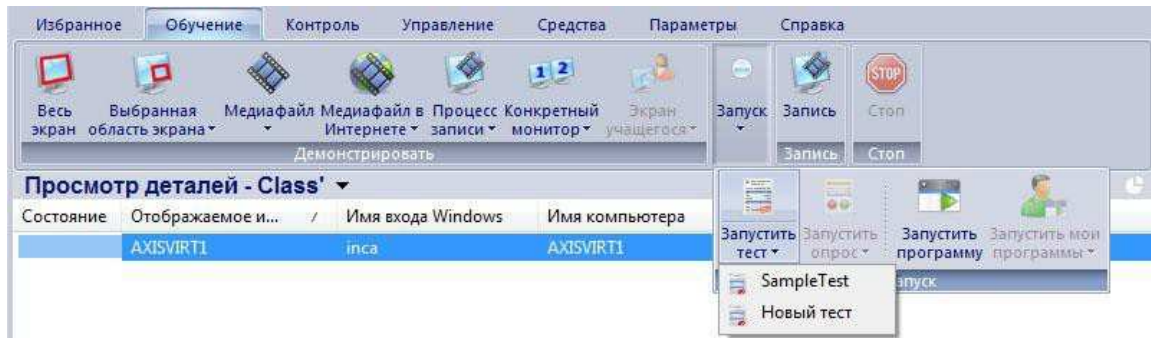 Избранное Обучение Контроль Управление Средства Параметры Справка
Весь экран
Выбранная область экрана
Медиафайл
Медиафайл в Интернете
Процесс записи
Конкретный монитор
Экран учащегося
Запуск
Запись
Стоп
STOP
1 2
Демонстрировать
Запись
Стоп
Просмотр деталей - Class'
Состояние Отображаемое и... / Имя входа Windows Имя компьютера
AXISVIRT1 inca AXISVIRT1
Запустить тест
Запустить опрос
Запустить программу
Запустить мои программы
SampleTest
Новый тест